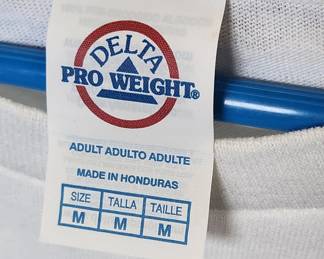 DELTA
PRO WEIGHT®
ADULT ADULTO ADULTE
MADE IN HONDURAS
SIZE TALLA TAILLE
M M M